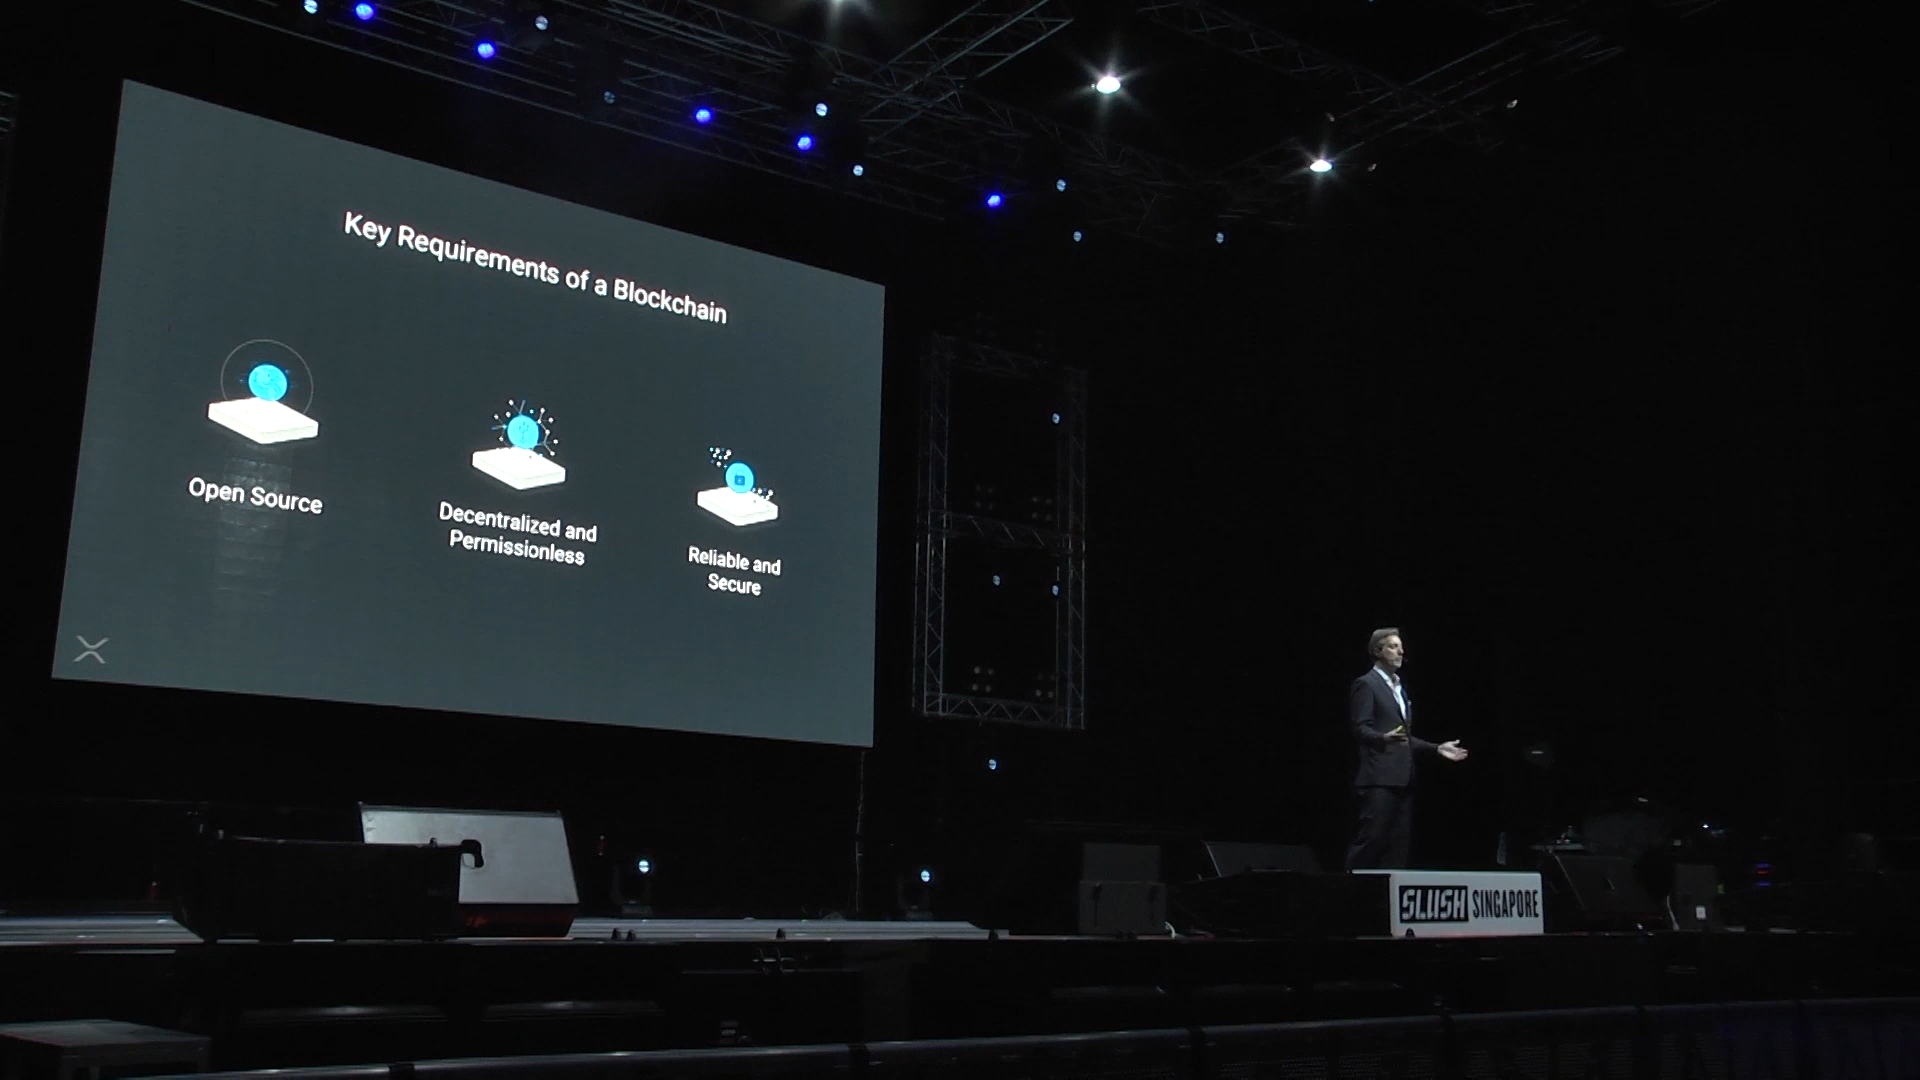 Key Requirements of a Blockchain
Open Source
Decentralized and
Permissionless
Reliable and
Secure
SLUSH SINGAPORE